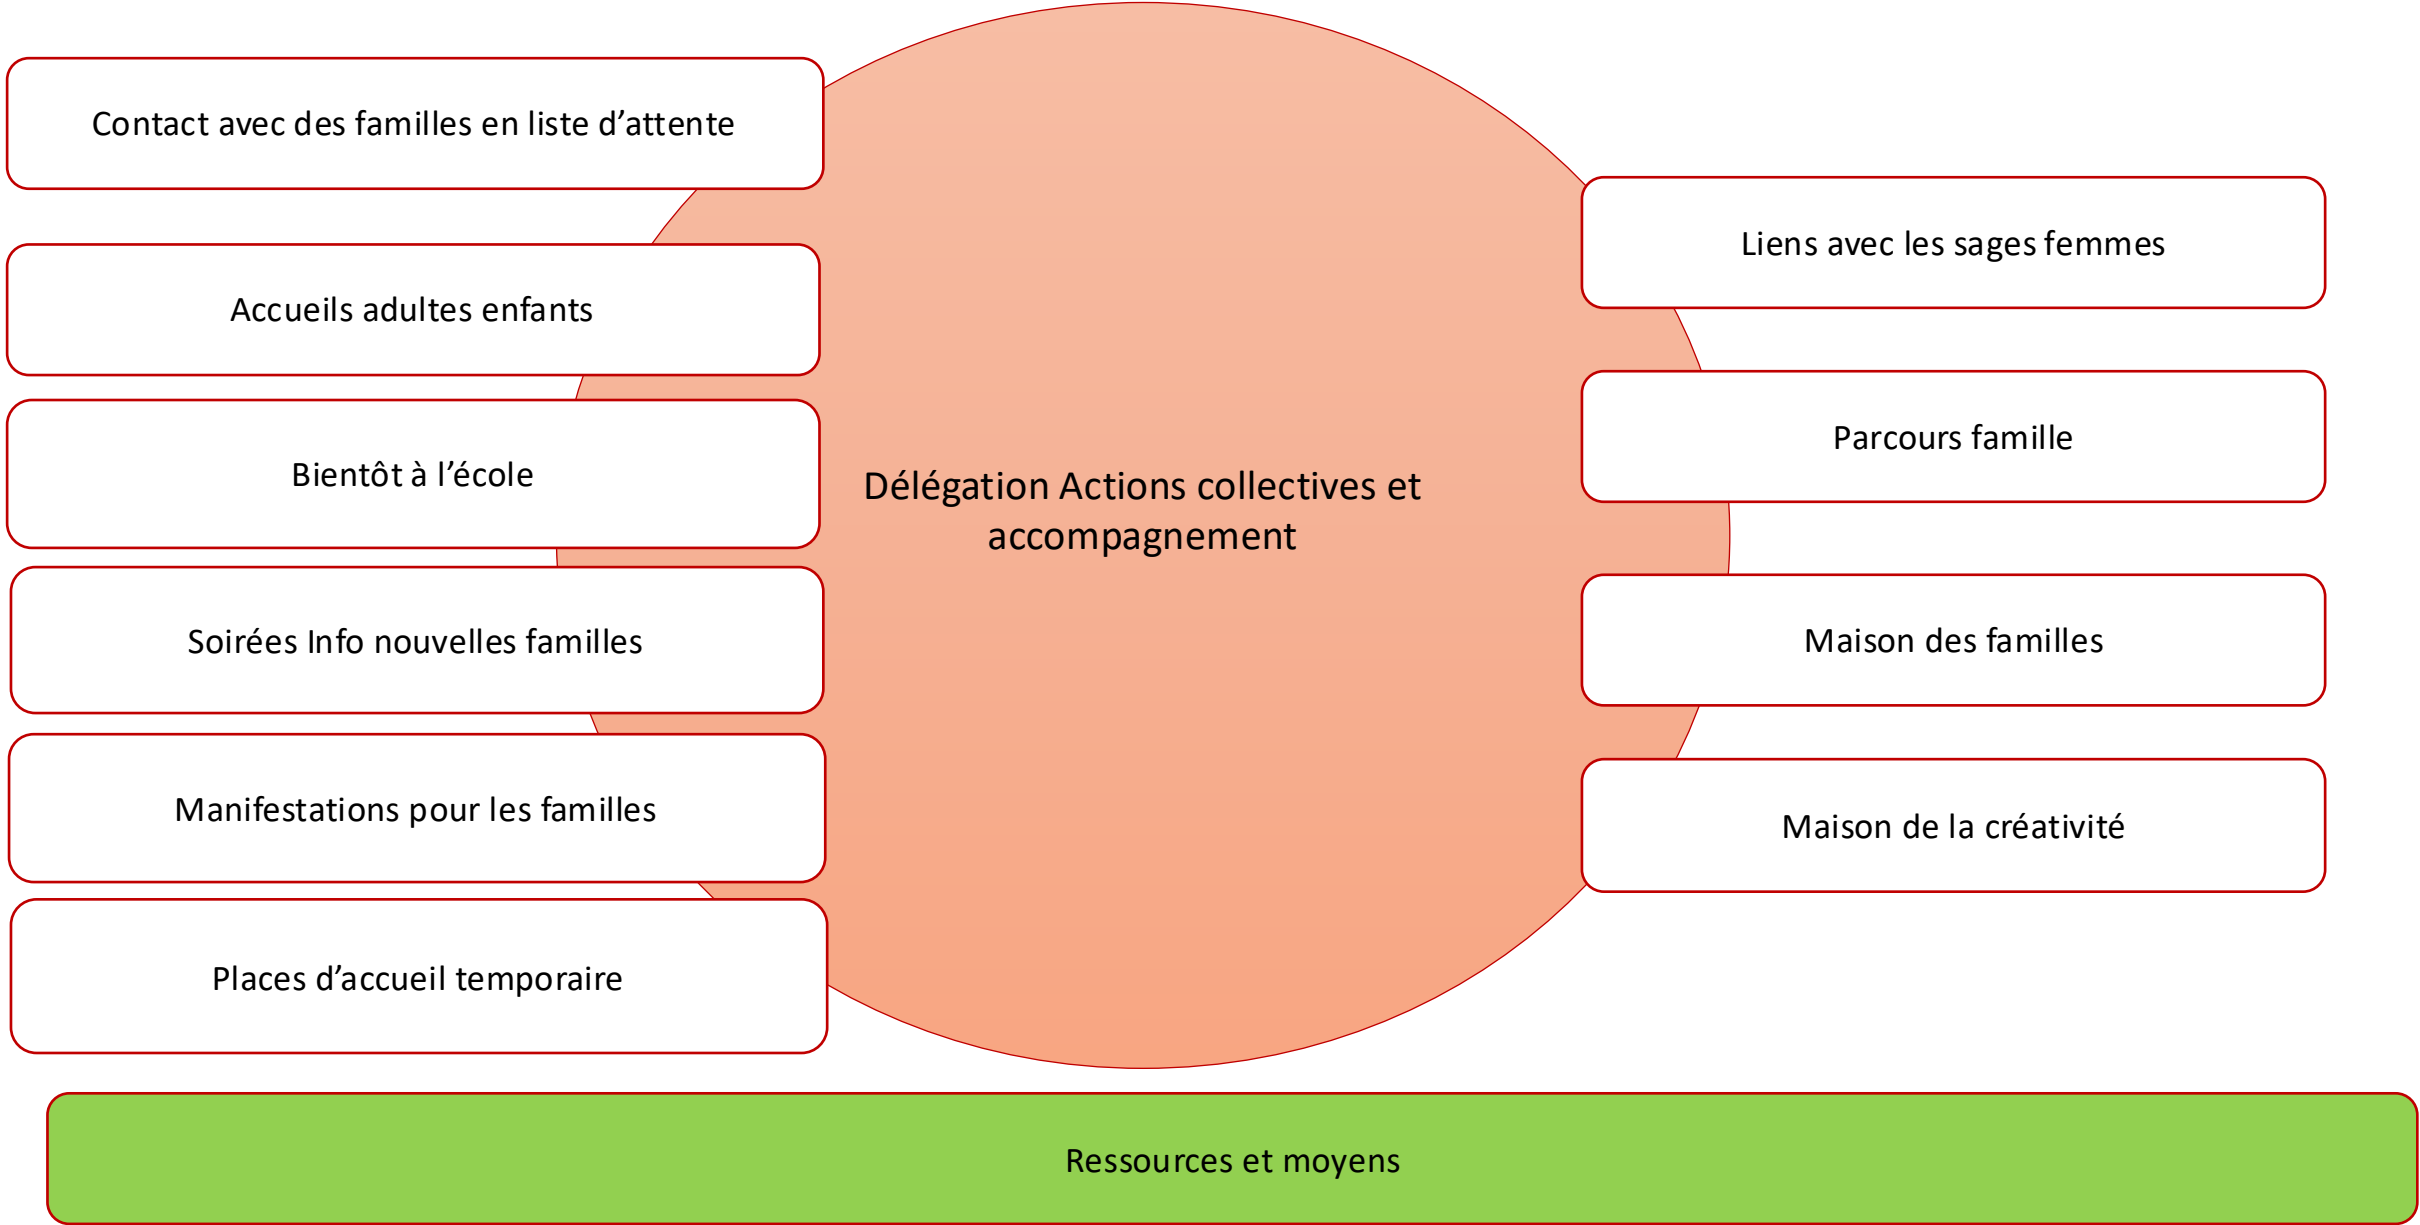 Contact avec des familles en liste d’attente
Accueils adultes enfants
Bientôt à l’école
Soirées Info nouvelles familles
Manifestations pour les familles
Places d’accueil temporaire
Délégation Actions collectives et
accompagnement
Liens avec les sages femmes
Parcours famille
Maison des familles
Maison de la créativité
Ressources et moyens